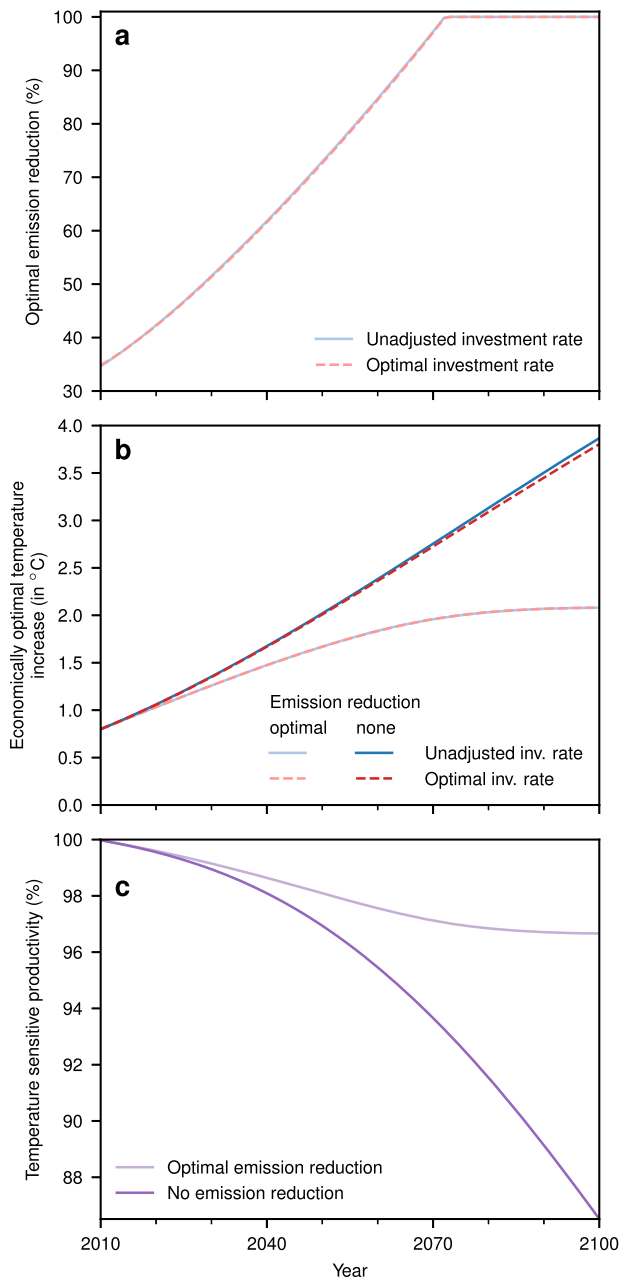 a
Optimal emission reduction (%)
100
90
80
70
60
50
40
30
Unadjusted investment rate
Optimal investment rate
b
Economically optimal temperature
increase (in °C)
4.0
3.5
3.0
2.5
2.0
1.5
1.0
0.5
0.0
Emission reduction
optimal none
Unadjusted inv. rate
Optimal inv. rate
c
Temperature sensitive productivity (%)
100
98
96
94
92
90
88
Optimal emission reduction
No emission reduction
2010 2040 2070 2100
Year